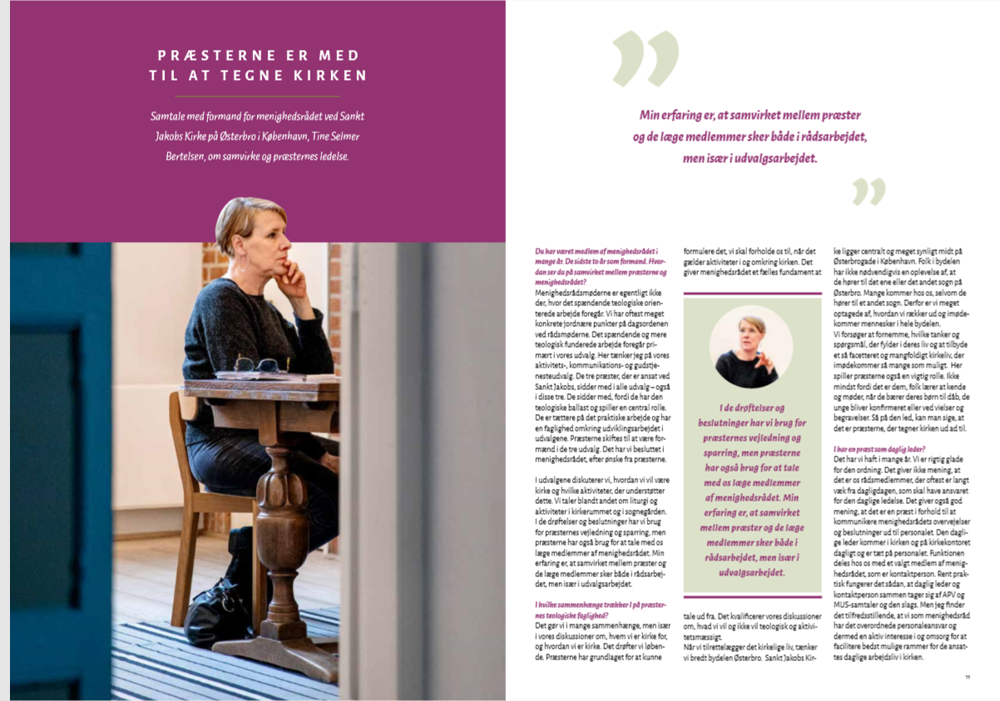 PRÆSTERNE ER MED
TIL AT TEGNE KIRKEN
Samtale med formand for menighedsrådet ved Sankt
Jakobs Kirke på Østerbro i København, Tine Selmer
Bertelsen, om samvirke og præsternes ledelse.
”
Min erfaring er, at samvirket mellem præster
og de læge medlemmer sker både i rådsarbejdet,
men især i udvalgsarbejdet.
”
Du har været medlem af menighedsrådet i
mange år. De sidste to år som formand. Hvor-
dan ser du på samvirket mellem præsterne og
menighedsrådet?
Menighedsrådsmøderne er egentligt ikke
der, hvor det spændende teologiske orien-
terede arbejde foregår. Vi har oftest meget
konkrete jordnære punkter på dagsordenen
ved rådsmøderne. Det spændende og mere
teologisk funderede arbejde foregår pri-
mært i vores udvalg. Her tænker jeg på vores
aktivitets-, kommunikations- og gudstje-
nesteudvalg. De tre præster, der er ansat ved
Sankt Jakobs, sidder med i alle udvalg – også
i disse tre. De sidder med, fordi de har den
teologiske ballast og spiller en central rolle.
De er tættere på det praktiske arbejde og har
en faglighed omkring udviklingsarbejdet i
udvalgene. Præsterne skiftes til at være for-
mænd i de tre udvalg. Det har vi besluttet i
menighedsrådet, efter ønske fra præsterne.
I udvalgene diskuterer vi, hvordan vi vil være
kirke og hvilke aktiviteter, der understøtter
dette. Vi taler blandt andet om liturgi og
aktiviteter i kirkerummet og i sognegården.
I de drøftelser og beslutninger har vi brug
for præsternes vejledning og sparring, men
præsterne har også brug for at tale med os
læge medlemmer af menighedsrådet. Min
erfaring er, at samvirket mellem præster og
de læge medlemmer sker både i rådsarbej-
det, men især i udvalgsarbejdet.
I hvilke sammenhænge trækker I på præster-
nes teologiske faglighed?
Det gør vi i mange sammenhænge, men især
i vores diskussioner om, hvem vi er kirke for,
og hvordan vi er kirke. Det drøfter vi løben-
de. Præsterne har grundlaget for at kunne
formulere det, vi skal forholde os til, når det
gælder aktiviteter i og omkring kirken. Det
giver menighedsrådet et fælles fundament at
I de drøftelser og
beslutninger har vi brug for
præsternes vejledning og
sparring, men præsterne
har også brug for at tale
med os læge medlemmer
af menighedsrådet. Min
erfaring er, at samvirket
mellem præster og de læge
medlemmer sker både i
rådsarbejdet, men især i
udvalgsarbejdet.
tale ud fra. Det kvalificerer vores diskussioner
om, hvad vi vil og ikke vil teologisk og aktivi-
tetsmæssigt.
Når vi tilrettelægger det kirkelige liv, tænker
vi bredt bydelen Østerbro. Sankt Jakobs Kir-
ke ligger centralt og meget synligt midt på
Østerbrogade i København. Folk i bydelen
har ikke nødvendigvis en oplevelse af, at
de hører til det ene eller det andet sogn på
Østerbro. Mange kommer hos os, selvom de
hører til et andet sogn. Derfor er vi meget
optagede af, hvordan vi rækker ud og imøde-
kommer mennesker i hele bydelen.
Vi forsøger at fornemme, hvilke tanker og
spørgsmål, der fylder i deres liv og at tilbyde
et så facetteret og mangfoldigt kirkeliv, der
imødekommer så mange som muligt. Her
spiller præsterne også en vigtig rolle. Ikke
mindst fordi det er dem, folk lærer at kende
og møder, når de bærer deres børn til dåb, de
unge bliver konfirmeret eller ved vielser og
begravelser. Så på den led, kan man sige, at
det er præsterne, der tegner kirken ud ad til.
I har en præst som daglig leder?
Det har vi haft i mange år. Vi er rigtig glade
for den ordning. Det giver ikke mening, at
det er os rådsmedlemmer, der oftest er langt
væk fra dagligdagen, som skal have ansvaret
for den daglige ledelse. Det giver også god
mening, at det er en præst i forhold til at
kommunikere menighedsrådets overvejelser
og beslutninger ud til personalet. Den dagli-
ge leder kommer i kirken og på kirkekontoret
dagligt og er tæt på personalet. Funktionen
deles hos os med et valgt medlem af menig-
hedsrådet, som er kontaktperson. Rent prak-
tisk fungerer det sådan, at daglig leder og
kontaktperson sammen tager sig af APV og
MUS-samtaler og den slags. Men jeg finder
det tilfredsstillende, at vi som menighedsråd
har det overordnede personaleansvar og
dermed en aktiv interesse i og omsorg for at
facilitere bedst mulige rammer for de ansat-
tes daglige arbejdsliv i kirken.
11